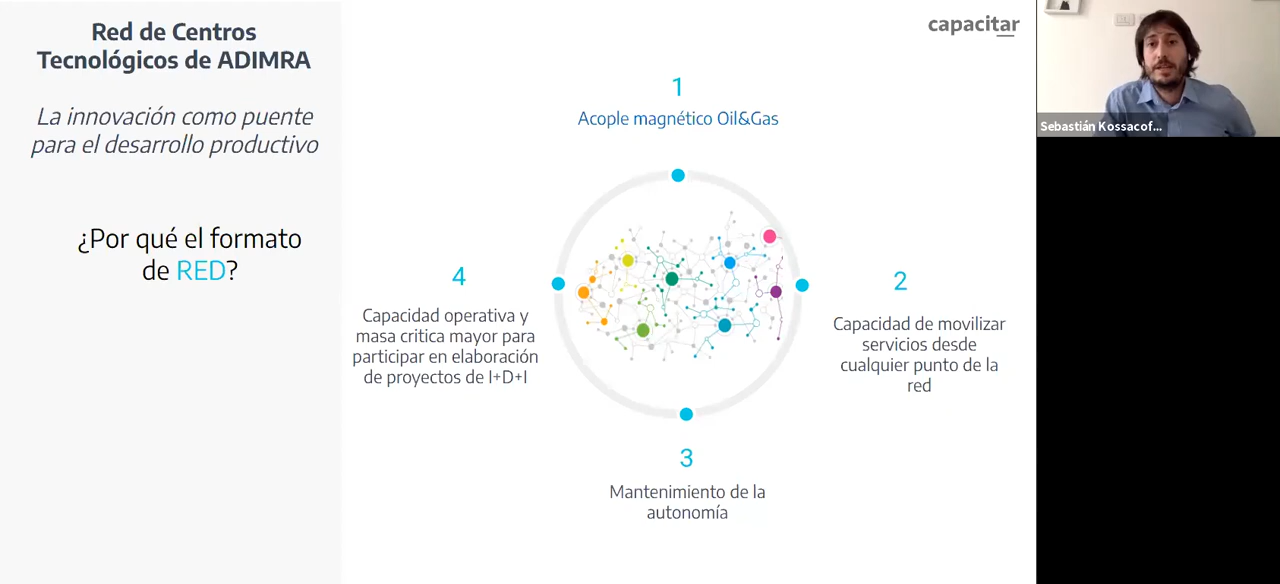 Red de Centros
Tecnológicos de ADIMRA
La innovación como puente
para el desarrollo productivo
¿Por qué el formato
de RED?
capacitar
1
Acople magnético Oil&Gas
2
Capacidad de movilizar
servicios desde
cualquier punto de la
red
3
Mantenimiento de la
autonomía
4
Capacidad operativa y
masa critica mayor para
participar en elaboración
de proyectos de I+D+I
Sebastián Kossacof...